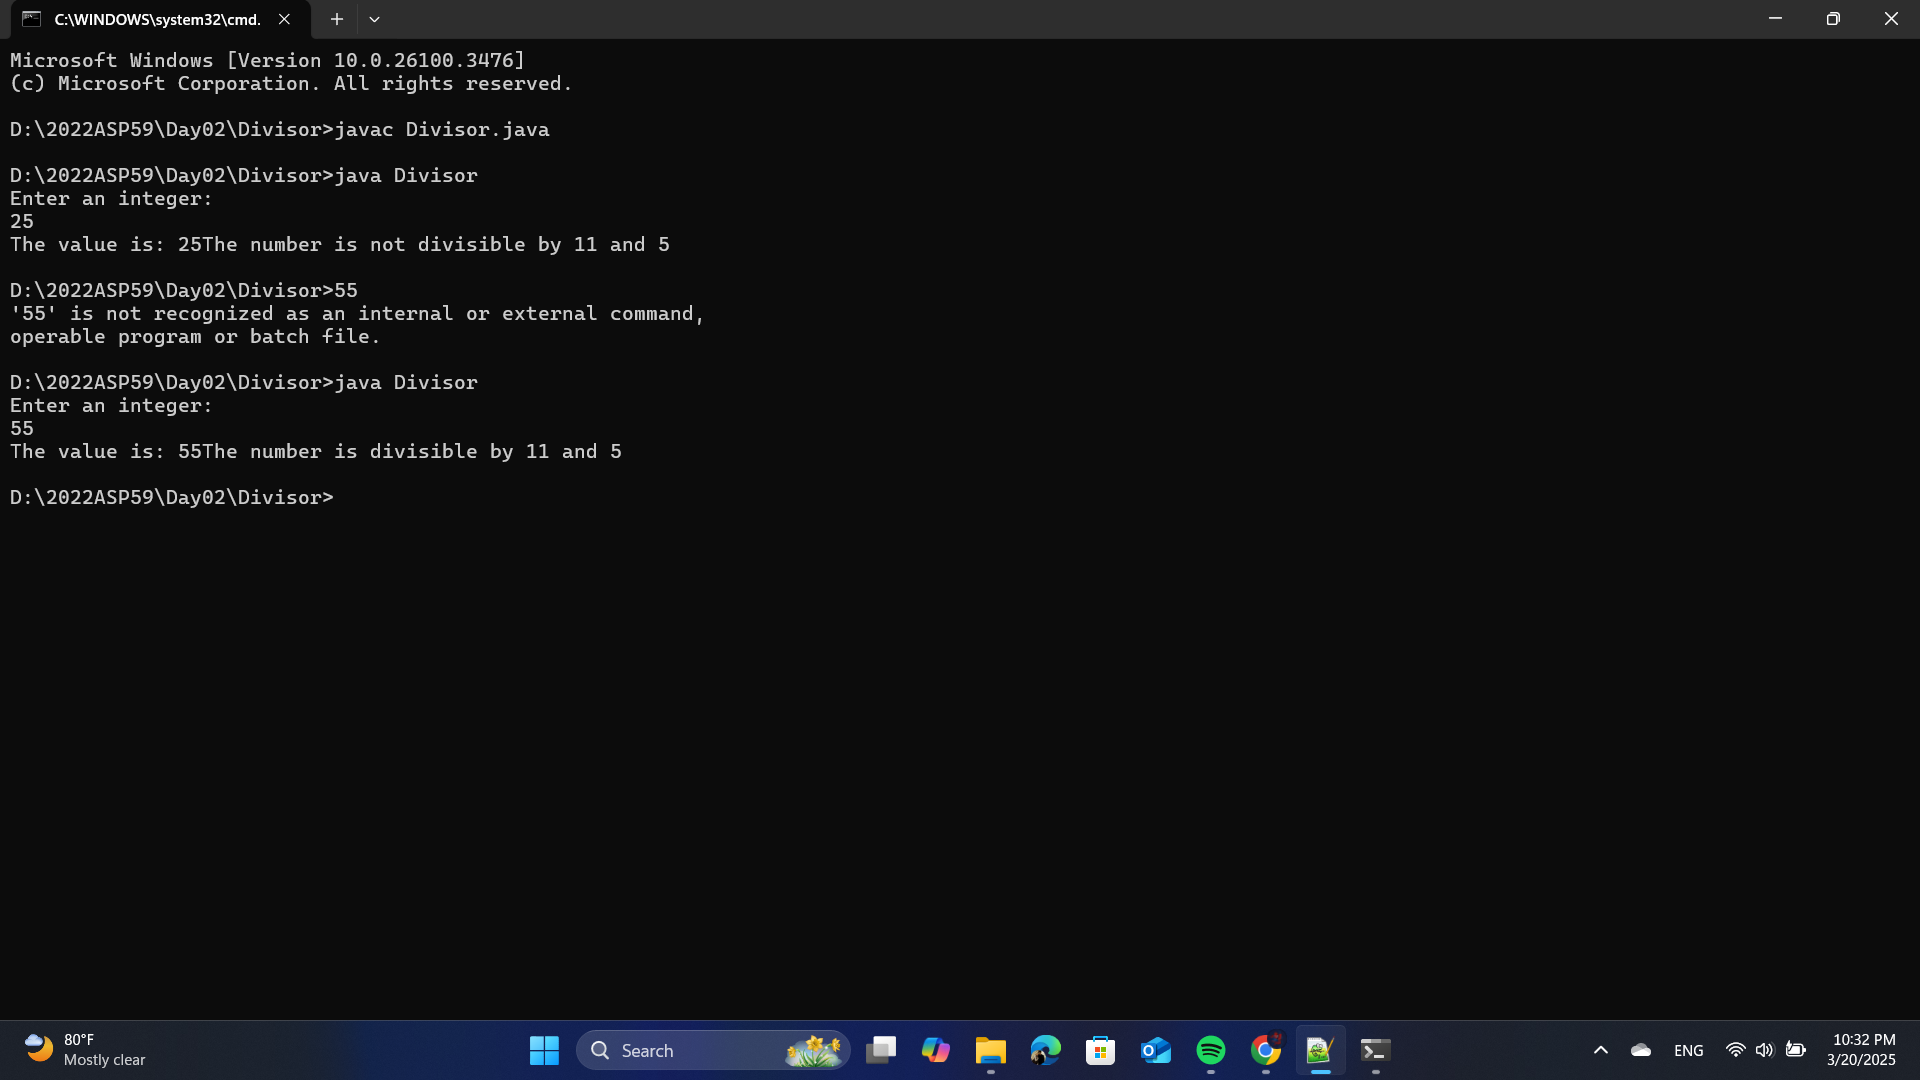 C:\WINDOWS\system32\cmd.
Microsoft Windows [Version 10.0.26100.3476]
(c) Microsoft Corporation. All rights reserved.
D:\2022ASP59\Day02\Divisor>javac Divisor.java
D:\2022ASP59\Day02\Divisor>java Divisor
Enter an integer:
25
The value is: 25The number is not divisible by 11 and 5
D:\2022ASP59\Day02\Divisor>55
'55' is not recognized as an internal or external command,
operable program or batch file.
D:\2022ASP59\Day02\Divisor>java Divisor
Enter an integer:
55
The value is: 55The number is divisible by 11 and 5
D:\2022ASP59\Day02\Divisor>
80°F
Mostly clear
Search
ENG
10:32 PM
3/20/2025